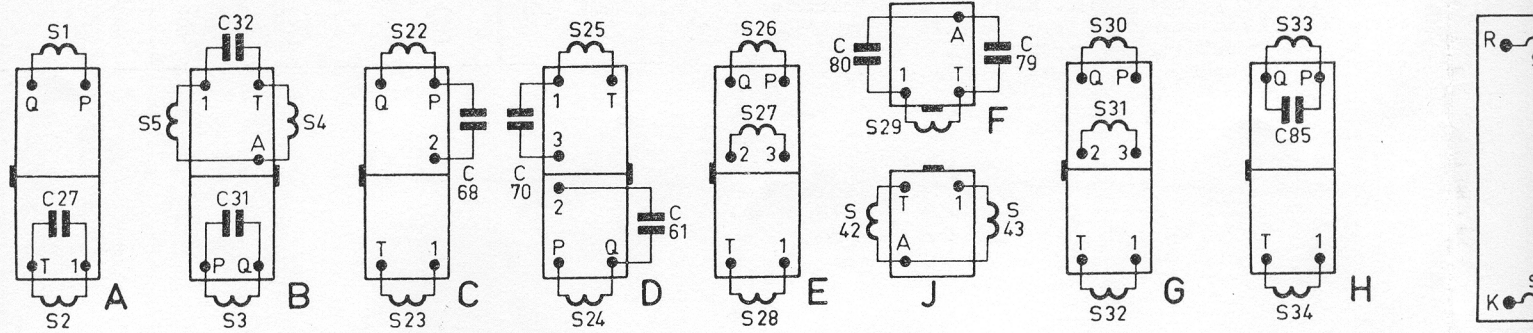 S1
Q P
C27
T 1
S2
A
C32
1 T
S5 S4
A
C31
P Q
S3
B
S22
Q P
2
C
68
T 1
S23
C
S25
1 T
3
C
70
2
C
61
P Q
S24
D
S26
Q P
S27
2 3
T 1
S28
E
C
80
A
C
79
1 T
S29
F
T 1
S
42
S
43
A
J
S30
Q P
S31
2 3
T 1
S32
G
S33
Q P
C85
T 1
S34
H
R
K